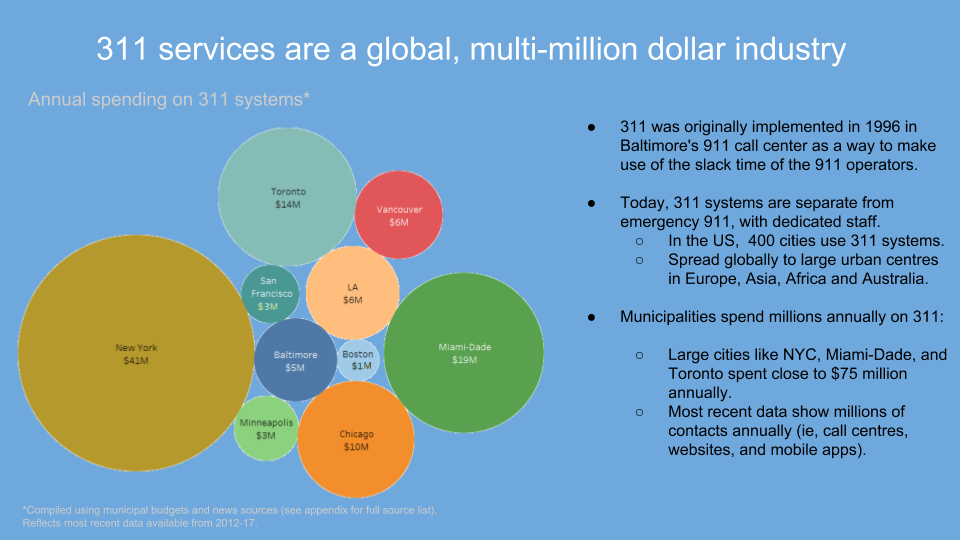 311 services are a global, multi-million dollar industry
Annual spending on 311 systems*
Toronto
$14M
Vancouver
$6M
San
Francisco
$3M
LA
$6M
New York
$41M
Baltimore
$5M
Boston
$1M
Miami-Dade
$19M
Minneapolis
$3M
Chicago
$10M
● 311 was originally implemented in 1996 in
Baltimore's 911 call center as a way to make
use of the slack time of the 911 operators.
● Today, 311 systems are separate from
emergency 911, with dedicated staff.
○ In the US, 400 cities use 311 systems.
○ Spread globally to large urban centres
in Europe, Asia, Africa and Australia.
● Municipalities spend millions annually on 311:
○ Large cities like NYC, Miami-Dade, and
Toronto spent close to $75 million
annually.
○ Most recent data show millions of
contacts annually (ie, call centres,
websites, and mobile apps).
*Compiled using municipal budgets and news sources (see appendix for full source list).
Reflects most recent data available from 2012-17.